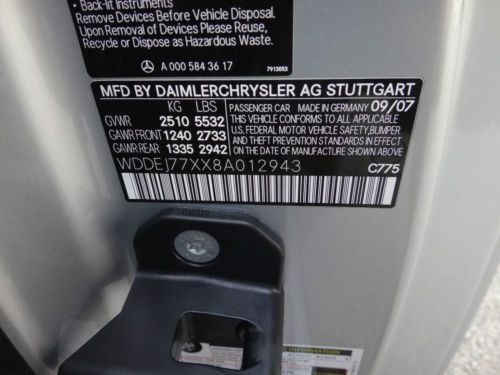 • Back-lit Instruments
Remove Devices Before Vehicle Disposal.
Upon Removal of Devices Please Reuse,
Recycle or Dispose as Hazardous Waste.
A 000 584 36 17 7913053
MFD BY DAIMLERCHRYSLER AG STUTTGART
KG LBS PASSENGER CAR MADE IN GERMANY 09/07
GVWR 2510 5532 THIS VEHICLE CONFORMS TO ALL APPLICABLE
GAWR FRONT 1240 2733 U.S. FEDERAL MOTOR VEHICLE SAFETY, BUMPER
GAWR REAR 1335 2942 AND THEFT PREVENTION STANDARDS IN EFFECT
ON THE DATE OF MANUFACTURE SHOWN ABOVE.
WDDEJ77XX8A012943 C775
INFORMATION